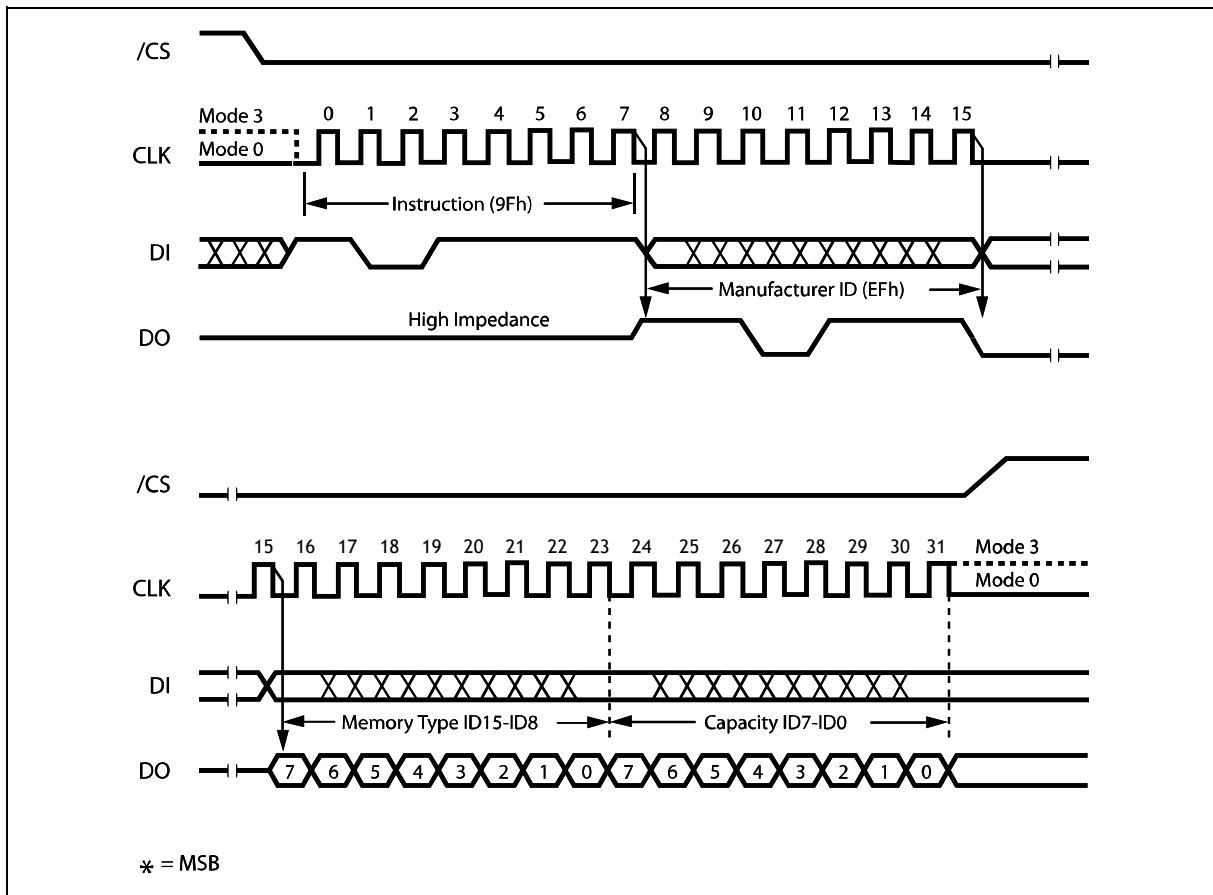 /CS
Mode 3
0 1 2 3 4 5 6 7 8 9 10 11 12 13 14 15
CLK
Mode 0
Instruction (9Fh)
DI
Manufacturer ID (EFh)
High Impedance
DO
/CS
15 16 17 18 19 20 21 22 23 24 25 26 27 28 29 30 31
Mode 3
CLK
Mode 0
DI
Memory Type ID15-ID8
Capacity ID7-ID0
DO
7 6 5 4 3 2 1 0 7 6 5 4 3 2 1 0
* = MSB